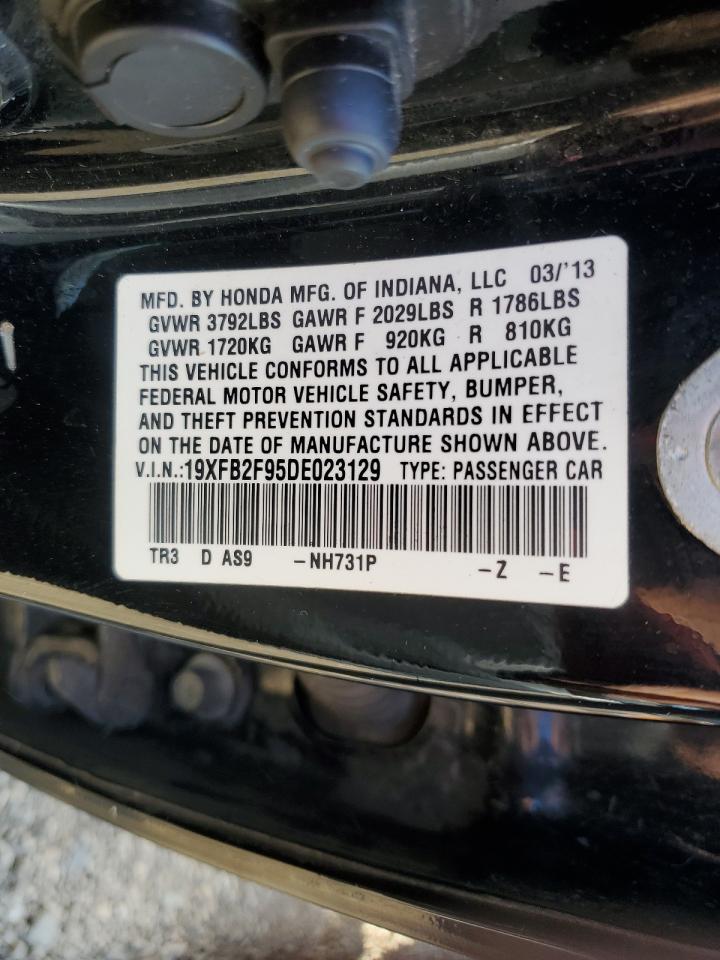 MFD. BY HONDA MFG. OF INDIANA, LLC 03/'13
GVWR 3792LBS GAWR F 2029LBS R 1786LBS
GVWR 1720KG GAWR F 920KG R 810KG
THIS VEHICLE CONFORMS TO ALL APPLICABLE
FEDERAL MOTOR VEHICLE SAFETY, BUMPER,
AND THEFT PREVENTION STANDARDS IN EFFECT
ON THE DATE OF MANUFACTURE SHOWN ABOVE.
V.I.N.:19XFB2F95DE023129 TYPE: PASSENGER CAR
TR3 D AS9 -NH731P -Z -E